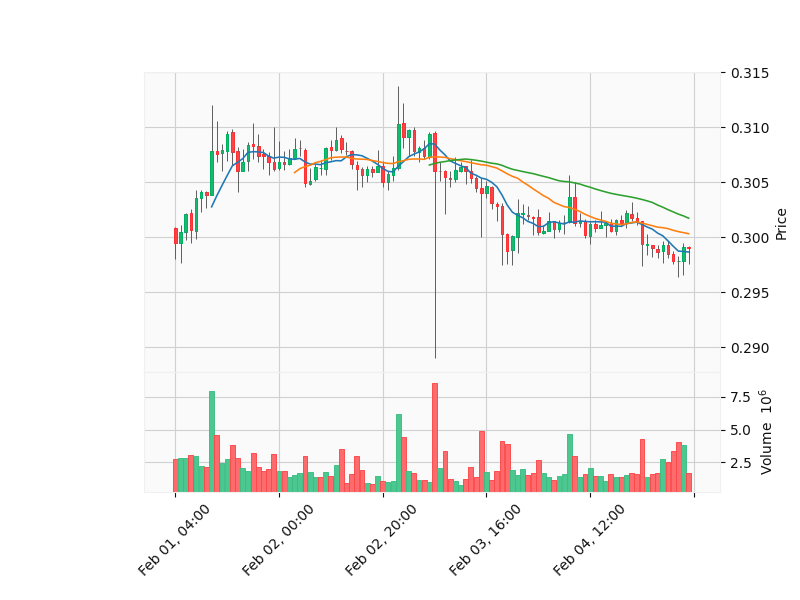 0.315
0.310
0.305
0.300
0.295
0.290
Price
7.5
5.0
2.5
Volume 10^6
Feb 01, 04:00
Feb 02, 00:00
Feb 02, 20:00
Feb 03, 16:00
Feb 04, 12:00